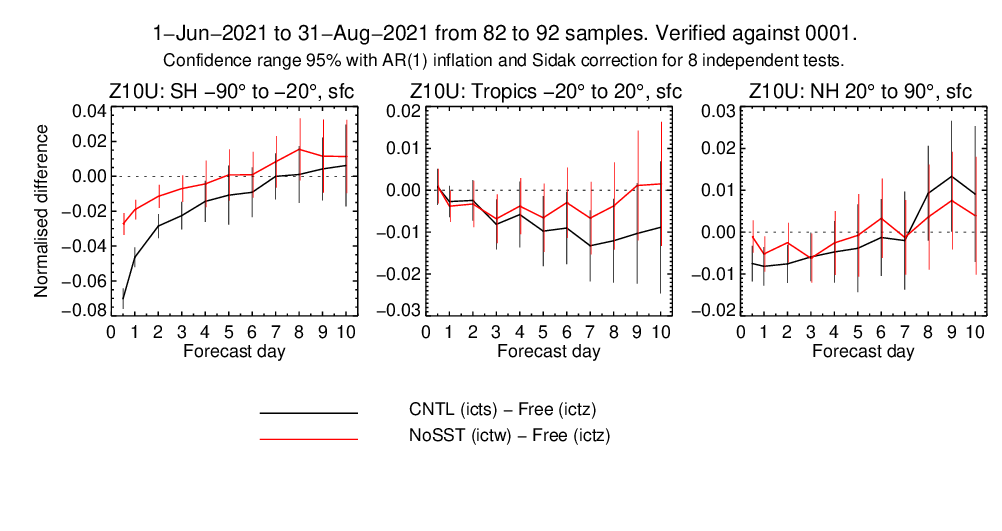 1−Jun−2021 to 31−Aug−2021 from 82 to 92 samples. Verified against 0001.
Confidence range 95% with AR(1) inflation and Sidak correction for 8 independent tests.
Z10U: SH −90° to −20°, sfc
0.04
0.02
0.00
−0.02
−0.04
−0.06
−0.08
Normalised difference
0 1 2 3 4 5 6 7 8 9 10
Forecast day
Z10U: Tropics −20° to 20°, sfc
0.02
0.01
0.00
−0.01
−0.02
−0.03
0 1 2 3 4 5 6 7 8 9 10
Forecast day
Z10U: NH 20° to 90°, sfc
0.03
0.02
0.01
0.00
−0.01
−0.02
0 1 2 3 4 5 6 7 8 9 10
Forecast day
CNTL (icts) − Free (ictz)
NoSST (ictw) − Free (ictz)